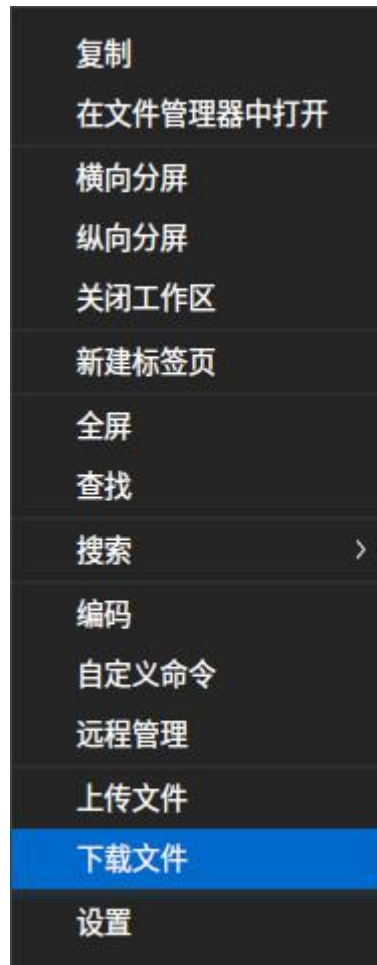 复制
在文件管理器中打开
横向分屏
纵向分屏
关闭工作区
新建标签页
全屏
查找
搜索
编码
自定义命令
远程管理
上传文件
下载文件
设置